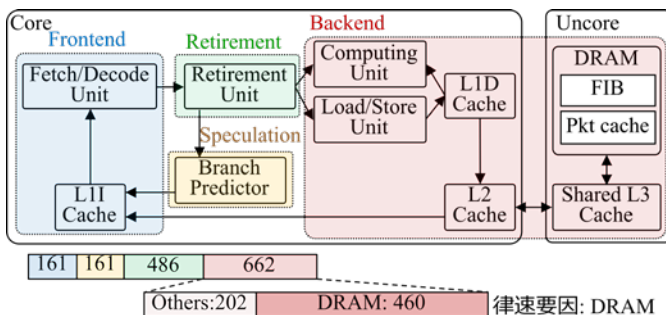 Core
Uncore
Frontend
Retirement
Backend
Fetch/Decode
Unit
Retirement
Unit
Computing
Unit
Load/Store
Unit
L1D
Cache
DRAM
FIB
Pkt cache
Speculation
Branch
Predictor
L1I
Cache
L2
Cache
Shared L3
Cache
161 161 486 662
Others:202 DRAM: 460 律速要因: DRAM